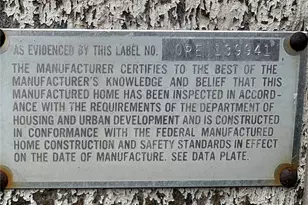 AS EVIDENCED BY THIS LABEL NO. ORE 139941
THE MANUFACTURER CERTIFIES TO THE BEST OF THE
MANUFACTURER'S KNOWLEDGE AND BELIEF THAT THIS
MANUFACTURED HOME HAS BEEN INSPECTED IN ACCORD-
ANCE WITH THE REQUIREMENTS OF THE DEPARTMENT OF
HOUSING AND URBAN DEVELOPMENT AND IS CONSTRUCTED
IN CONFORMANCE WITH THE FEDERAL MANUFACTURED
HOME CONSTRUCTION AND SAFETY STANDARDS IN EFFECT
ON THE DATE OF MANUFACTURE. SEE DATA PLATE.